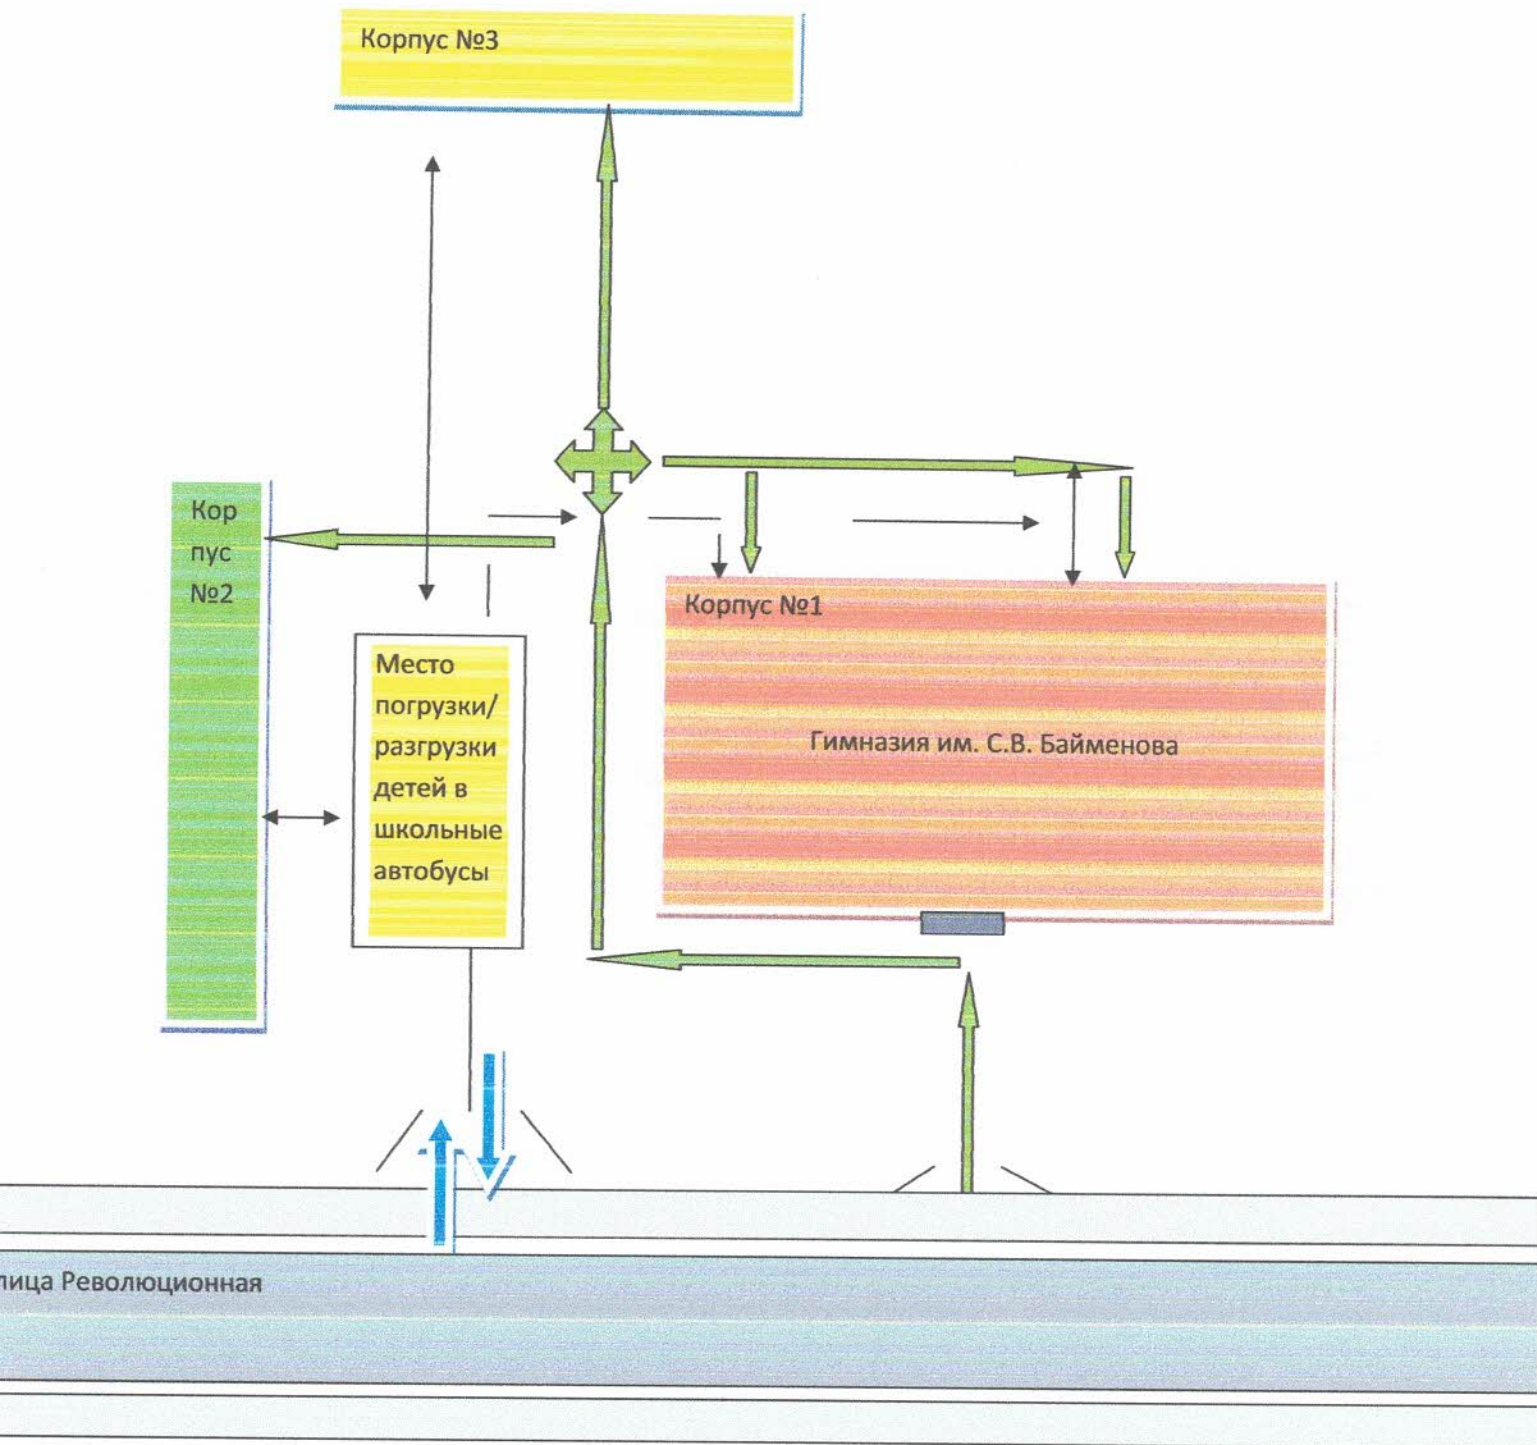 Корпус №3
Кор
пус
№2
Корпус №1
Место
погрузки/
разгрузки
детей в
школьные
автобусы
Гимназия им. С.В. Байменова
лица Революционная